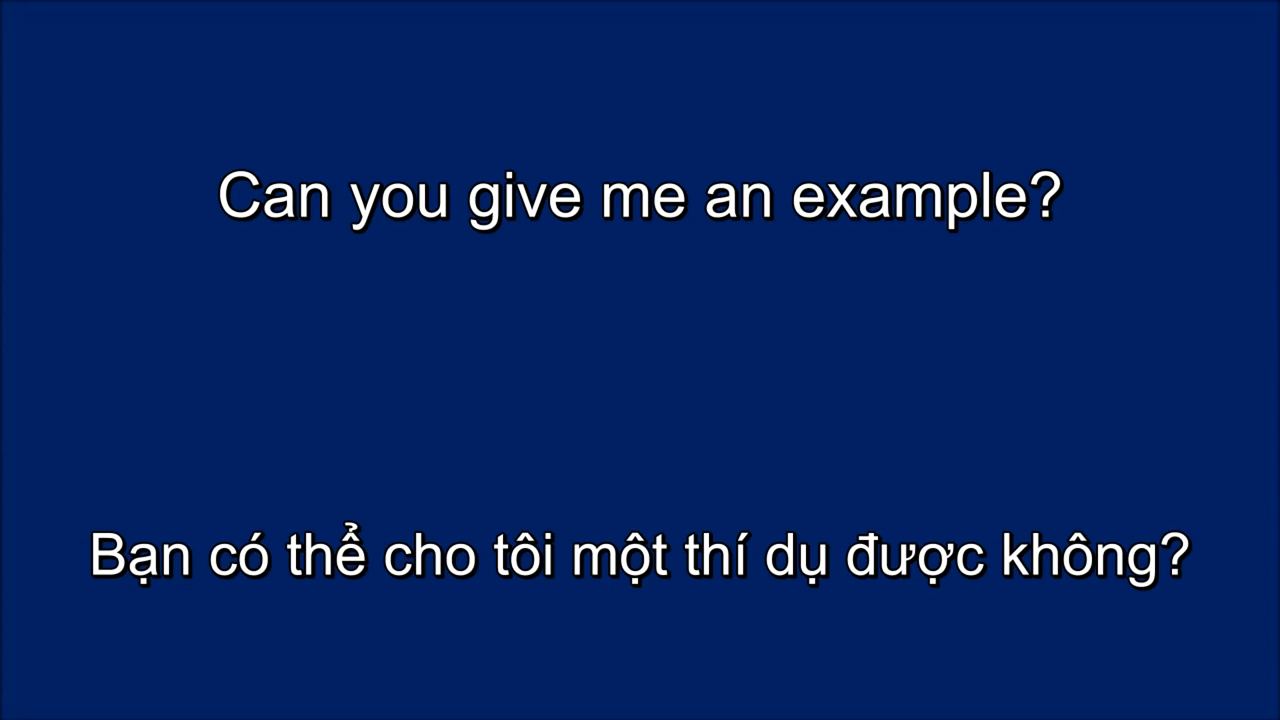 Can you give me an example?
Bạn có thể cho tôi một thí dụ được không?